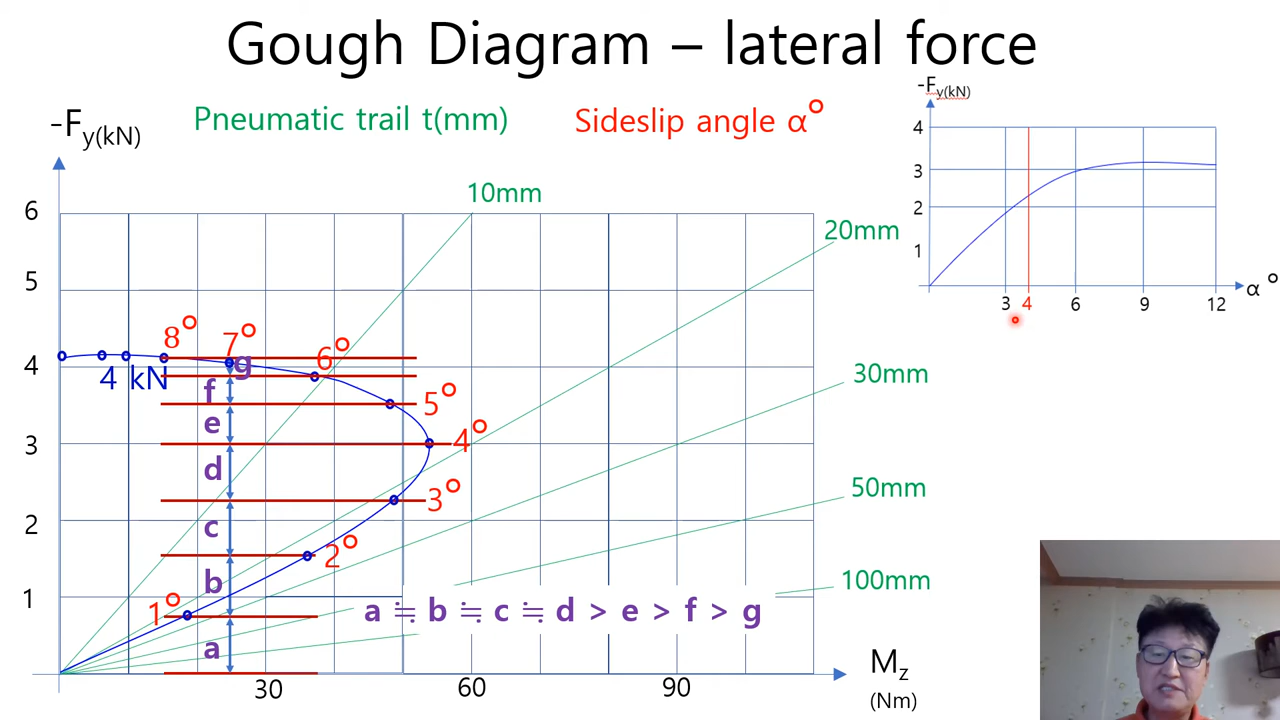 Gough Diagram – lateral force
-Fy(kN)
Pneumatic trail t(mm)
Sideslip angle α°
6
5
4
3
2
1
10mm
20mm
30mm
50mm
100mm
8°
7°
6°
5°
4°
3°
2°
1°
4 kN
g
f
e
d
c
b
a
a ≒ b ≒ c ≒ d > e > f > g
30
60
90
Mz
(Nm)
-Fy(kN)
4
3
2
1
3
4
6
9
12
α°